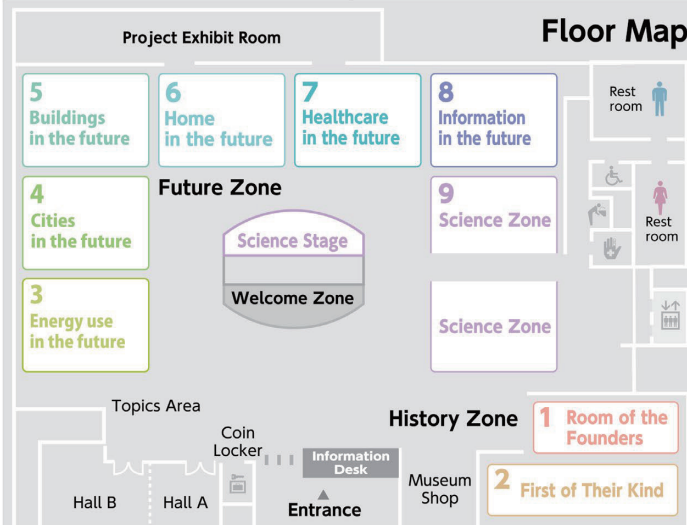 Floor Map
Project Exhibit Room
5
Buildings
in the future
6
Home
in the future
7
Healthcare
in the future
8
Information
in the future
Rest
room
4
Cities
in the future
Future Zone
Science Stage
Welcome Zone
9
Science Zone
Rest
room
3
Energy use
in the future
Science Zone
Topics Area
History Zone
1 Room of the
Founders
Coin
Locker
Information
Desk
Hall B
Hall A
Entrance
Museum
Shop
2 First of Their Kind